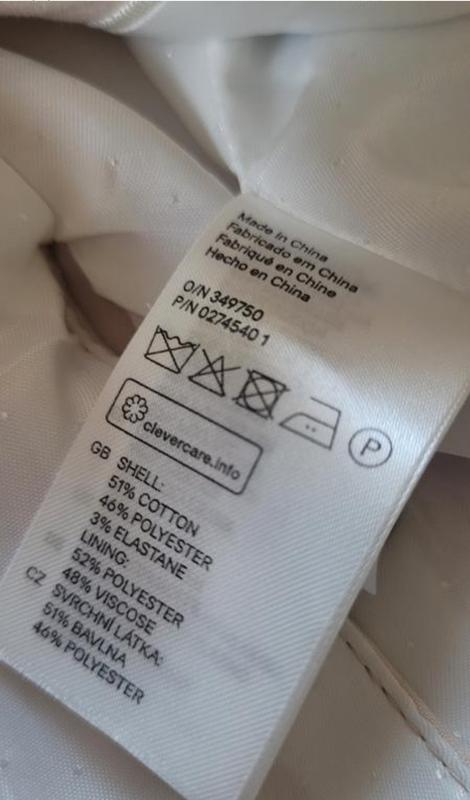 Made in China
Fabricado em China
Fabriqué en Chine
Hecho en China
O/N 349750
P/N 0274540 1
P
clevercare.info
GB SHELL:
51% COTTON
46% POLYESTER
3% ELASTANE
LINING:
52% POLYESTER
48% VISCOSE
CZ SVRCHNÍ LÁTKA:
51% BAVLNA
46% POLYESTER